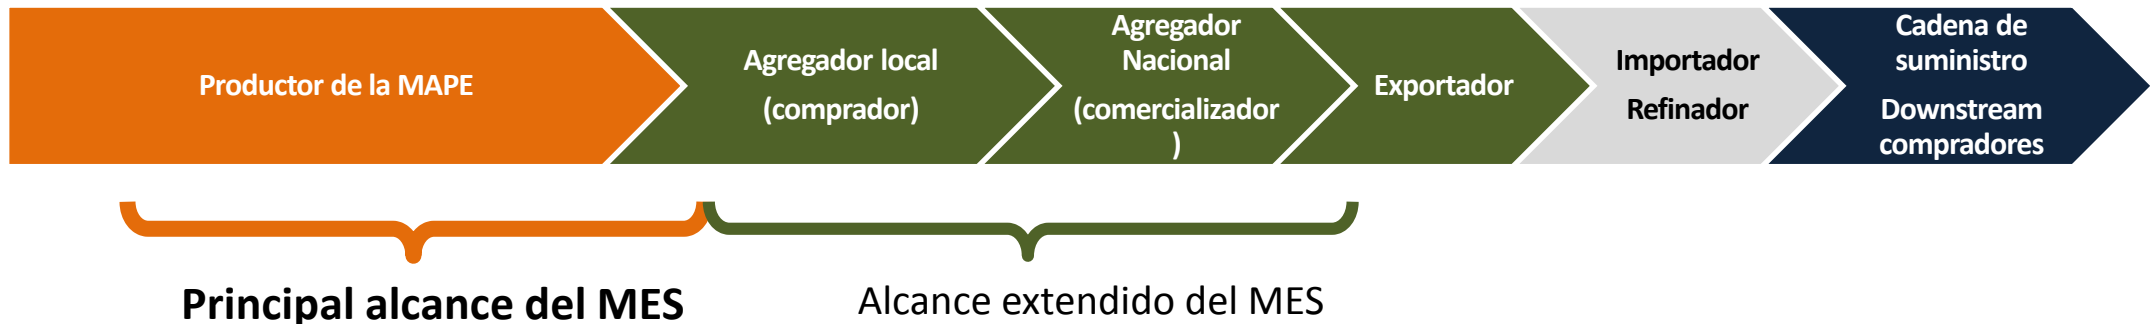 Productor de la MAPE
Agregador local
(comprador)
Agregador
Nacional
(comercializador
)
Exportador
Importador
Refinador
Cadena de
suministro
Downstream
compradores
Principal alcance del MES
Alcance extendido del MES